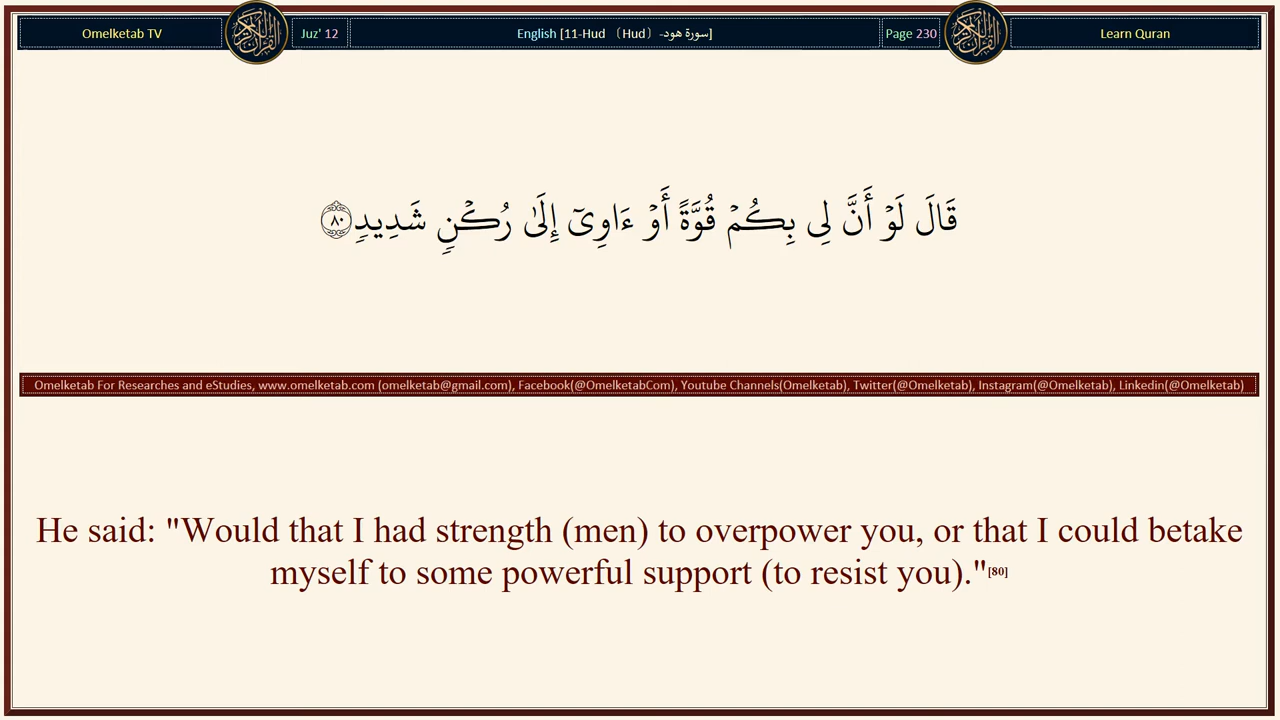 Omelketab TV
Juz' 12
English [11-Hud （Hud） -سورة هود]
Page 230
Learn Quran
قَالَ لَوۡ أَنَّ لِي بِكُمۡ قُوَّةً أَوۡ ءَاوِيٓ إِلَىٰ رُكۡنٖ شَدِيدٖ ٨٠
Omelketab For Researches and eStudies, www.omelketab.com (omelketab@gmail.com), Facebook(@OmelketabCom), Youtube Channels(Omelketab), Twitter(@Omelketab), Instagram(@Omelketab), Linkedin(@Omelketab)
He said: "Would that I had strength (men) to overpower you, or that I could betake
myself to some powerful support (to resist you)."[80]